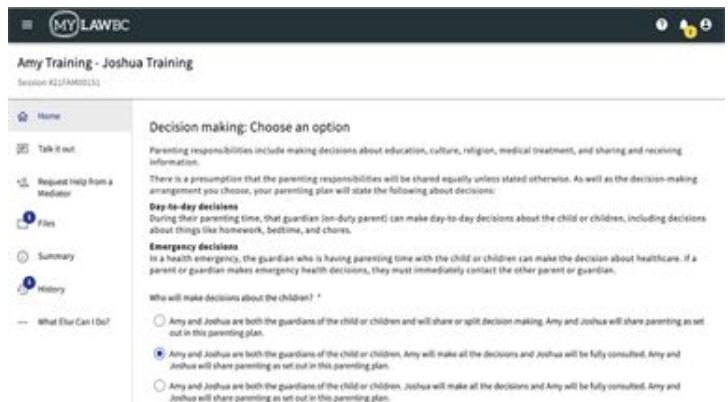 MY LAWBC
Amy Training - Joshua Training
Home
Talk it out
Request Help from a
Mediator
Files
Summary
History
What Else Can I Do?
Decision making: Choose an option
Parenting responsibilities include making decisions about education, culture, religion, medical treatment, and sharing and receiving
information.
There is a presumption that the parenting responsibilities will be shared equally unless stated otherwise. As well as the decision-making
arrangement you choose, your parenting plan will state the following about decisions:
Day-to-day decisions
During their parenting time, that guardian (on-duty parent) can make day-to-day decisions about the child or children, including decisions
about things like homework, bedtime, and chores.
Emergency decisions
In a health emergency, the guardian who is having parenting time with the child or children can make the decision about healthcare. If a
parent or guardian makes emergency health decisions, they must immediately contact the other parent or guardian.
Who will make decisions about the children? *
Amy and Joshua are both the guardians of the child or children and will share or split decision making. Amy and Joshua will share parenting as set
out in this parenting plan.
Amy and Joshua are both the guardians of the child or children. Amy will make all the decisions and Joshua will be fully consulted. Amy and
Joshua will share parenting as set out in this parenting plan.
Amy and Joshua are both the guardians of the child or children. Joshua will make all the decisions and Amy will be fully consulted. Amy and
Joshua will share parenting as set out in this parenting plan.